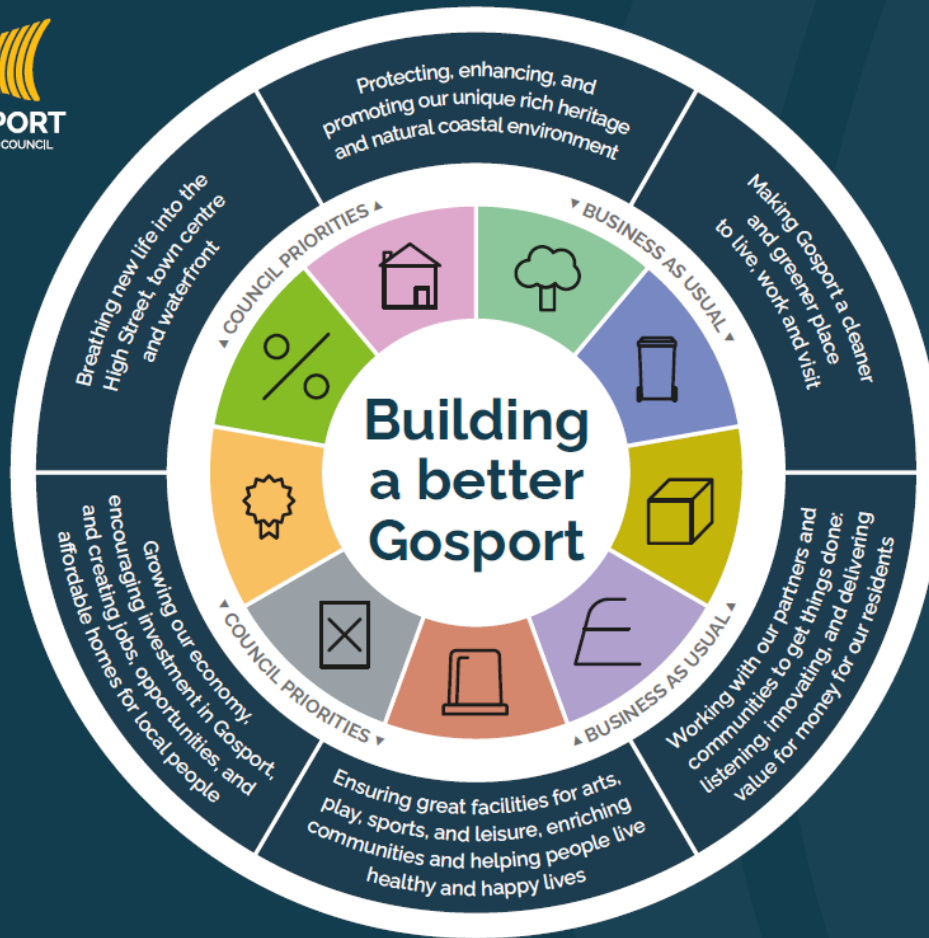 PORT
COUNCIL
Protecting, enhancing, and
promoting our unique rich heritage
and natural coastal environment
Making Gosport a cleaner
and greener place
to live, work and visit
Working with our partners and
communities to get things done:
listening, innovating, and delivering
value for money for our residents
Ensuring great facilities for arts,
play, sports, and leisure, enriching
communities and helping people live
healthy and happy lives
Growing our economy,
encouraging investment in Gosport,
and creating jobs, opportunities, and
affordable homes for local people
Breathing new life into the
High Street, town centre
and waterfront
▲ COUNCIL PRIORITIES ▲
▼ BUSINESS AS USUAL ▼
▲ BUSINESS AS USUAL ▲
▼ COUNCIL PRIORITIES ▼
Building
a better
Gosport